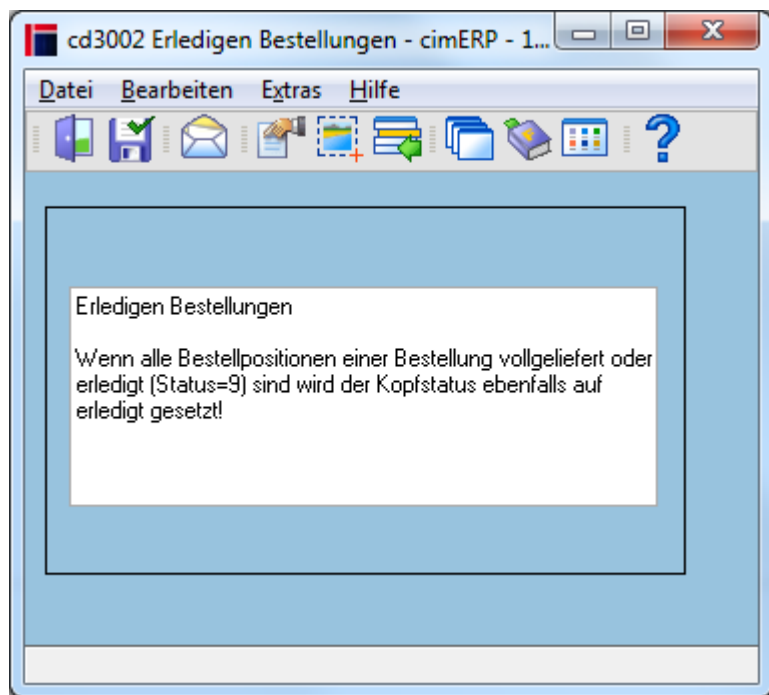 cd3002 Erledigen Bestellungen - cimERP - 1...
Datei Bearbeiten Extras Hilfe
Erledigen Bestellungen
Wenn alle Bestellpositionen einer Bestellung vollgeliefert oder
erledigt (Status=9) sind wird der Kopfstatus ebenfalls auf
erledigt gesetzt!